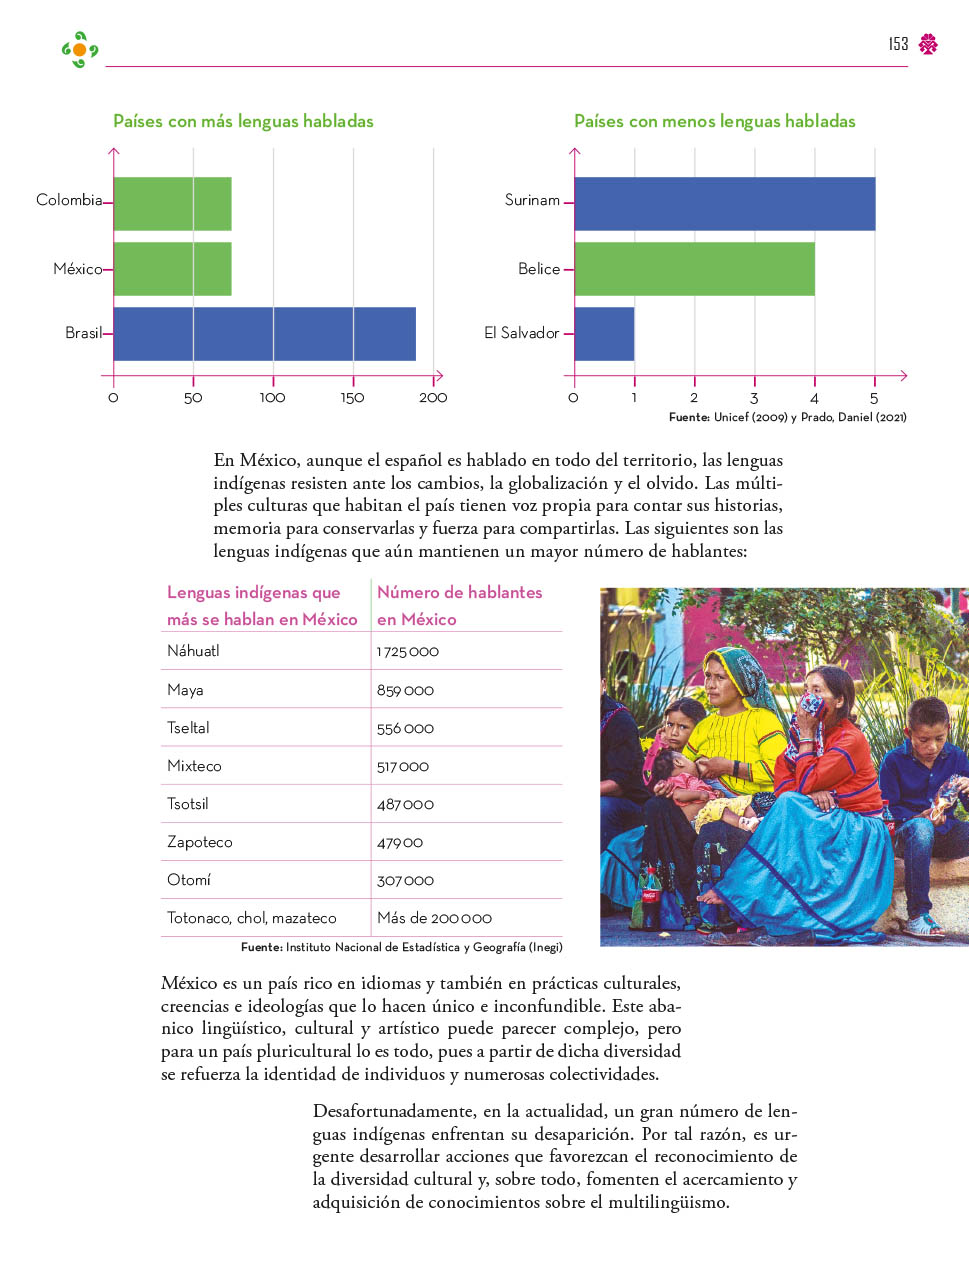 153
Países con más lenguas habladas
Colombia
México
Brasil
0 50 100 150 200
Países con menos lenguas habladas
Surinam
Belice
El Salvador
0 1 2 3 4 5
Fuente: Unicef (2009) y Prado, Daniel (2021)
En México, aunque el español es hablado en todo del territorio, las lenguas
indígenas resisten ante los cambios, la globalización y el olvido. Las múlti-
ples culturas que habitan el país tienen voz propia para contar sus historias,
memoria para conservarlas y fuerza para compartirlas. Las siguientes son las
lenguas indígenas que aún mantienen un mayor número de hablantes:
Lenguas indígenas que
más se hablan en México
Número de hablantes
en México
Náhuatl 1 725 000
Maya 859 000
Tseltal 556 000
Mixteco 517 000
Tsotsil 487 000
Zapoteco 479 00
Otomí 307 000
Totonaco, chol, mazateco Más de 200 000
Fuente: Instituto Nacional de Estadística y Geografía (Inegi)
México es un país rico en idiomas y también en prácticas culturales,
creencias e ideologías que lo hacen único e inconfundible. Este aba-
nico lingüístico, cultural y artístico puede parecer complejo, pero
para un país pluricultural lo es todo, pues a partir de dicha diversidad
se refuerza la identidad de individuos y numerosas colectividades.
Desafortunadamente, en la actualidad, un gran número de len-
guas indígenas enfrentan su desaparición. Por tal razón, es ur-
gente desarrollar acciones que favorezcan el reconocimiento de
la diversidad cultural y, sobre todo, fomenten el acercamiento y
adquisición de conocimientos sobre el multilingüismo.